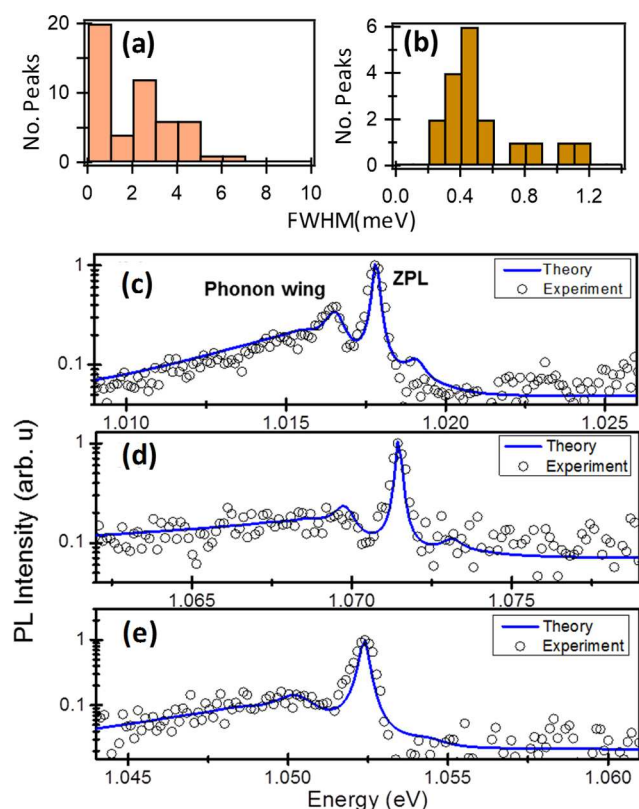 20
(a)
10
0
No. Peaks
0 2 4 6 8 10
6
(b)
4
2
0
No. Peaks
0.0 0.4 0.8 1.2
FWHM(meV)
1
(c)
Phonon wing
ZPL
Theory
Experiment
0.1
1.010 1.015 1.020 1.025
1
(d)
Theory
Experiment
0.1
1.065 1.070 1.075
1
(e)
Theory
Experiment
0.1
1.045 1.050 1.055 1.060
PL Intensity (arb. u)
Energy (eV)